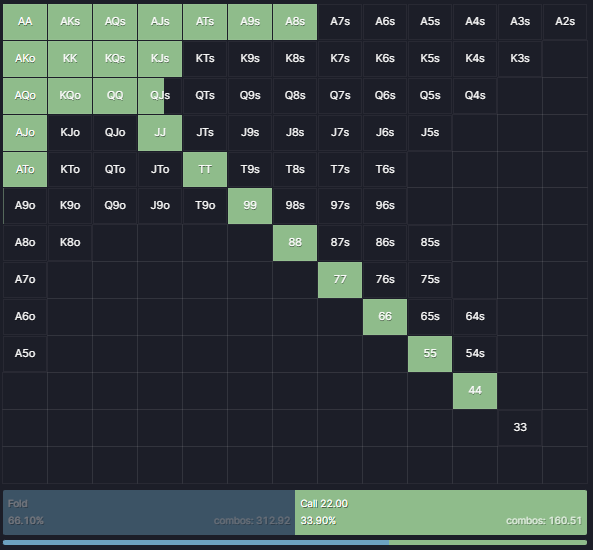 AA AKs AQs AJs ATs A9s A8s A7s A6s A5s A4s A3s A2s
AKo KK KQs KJs KTs K9s K8s K7s K6s K5s K4s K3s
AQo KQo QQ QJs QTs Q9s Q8s Q7s Q6s Q5s Q4s
AJo KJo QJo JJ JTs J9s J8s J7s J6s J5s
ATo KTo QTo JTo TT T9s T8s T7s T6s
A9o K9o Q9o J9o T9o 99 98s 97s 96s
A8o K8o 88 87s 86s 85s
A7o 77 76s 75s
A6o 66 65s 64s
A5o 55 54s
44
33
Fold Call 22.00
66.10% combos: 312.92 33.90% combos: 160.51